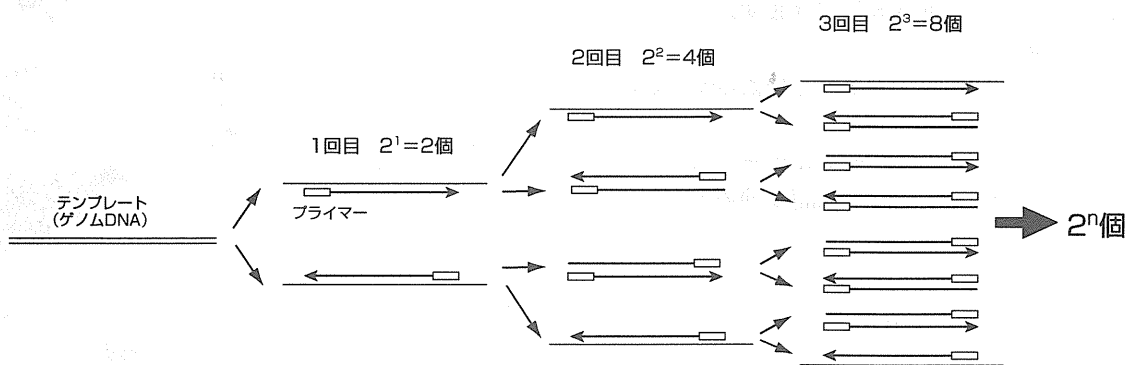 テンプレート
(ゲノムDNA)
1回目 2¹=2個
プライマー
2回目 2²=4個
3回目 2³=8個
2ⁿ個